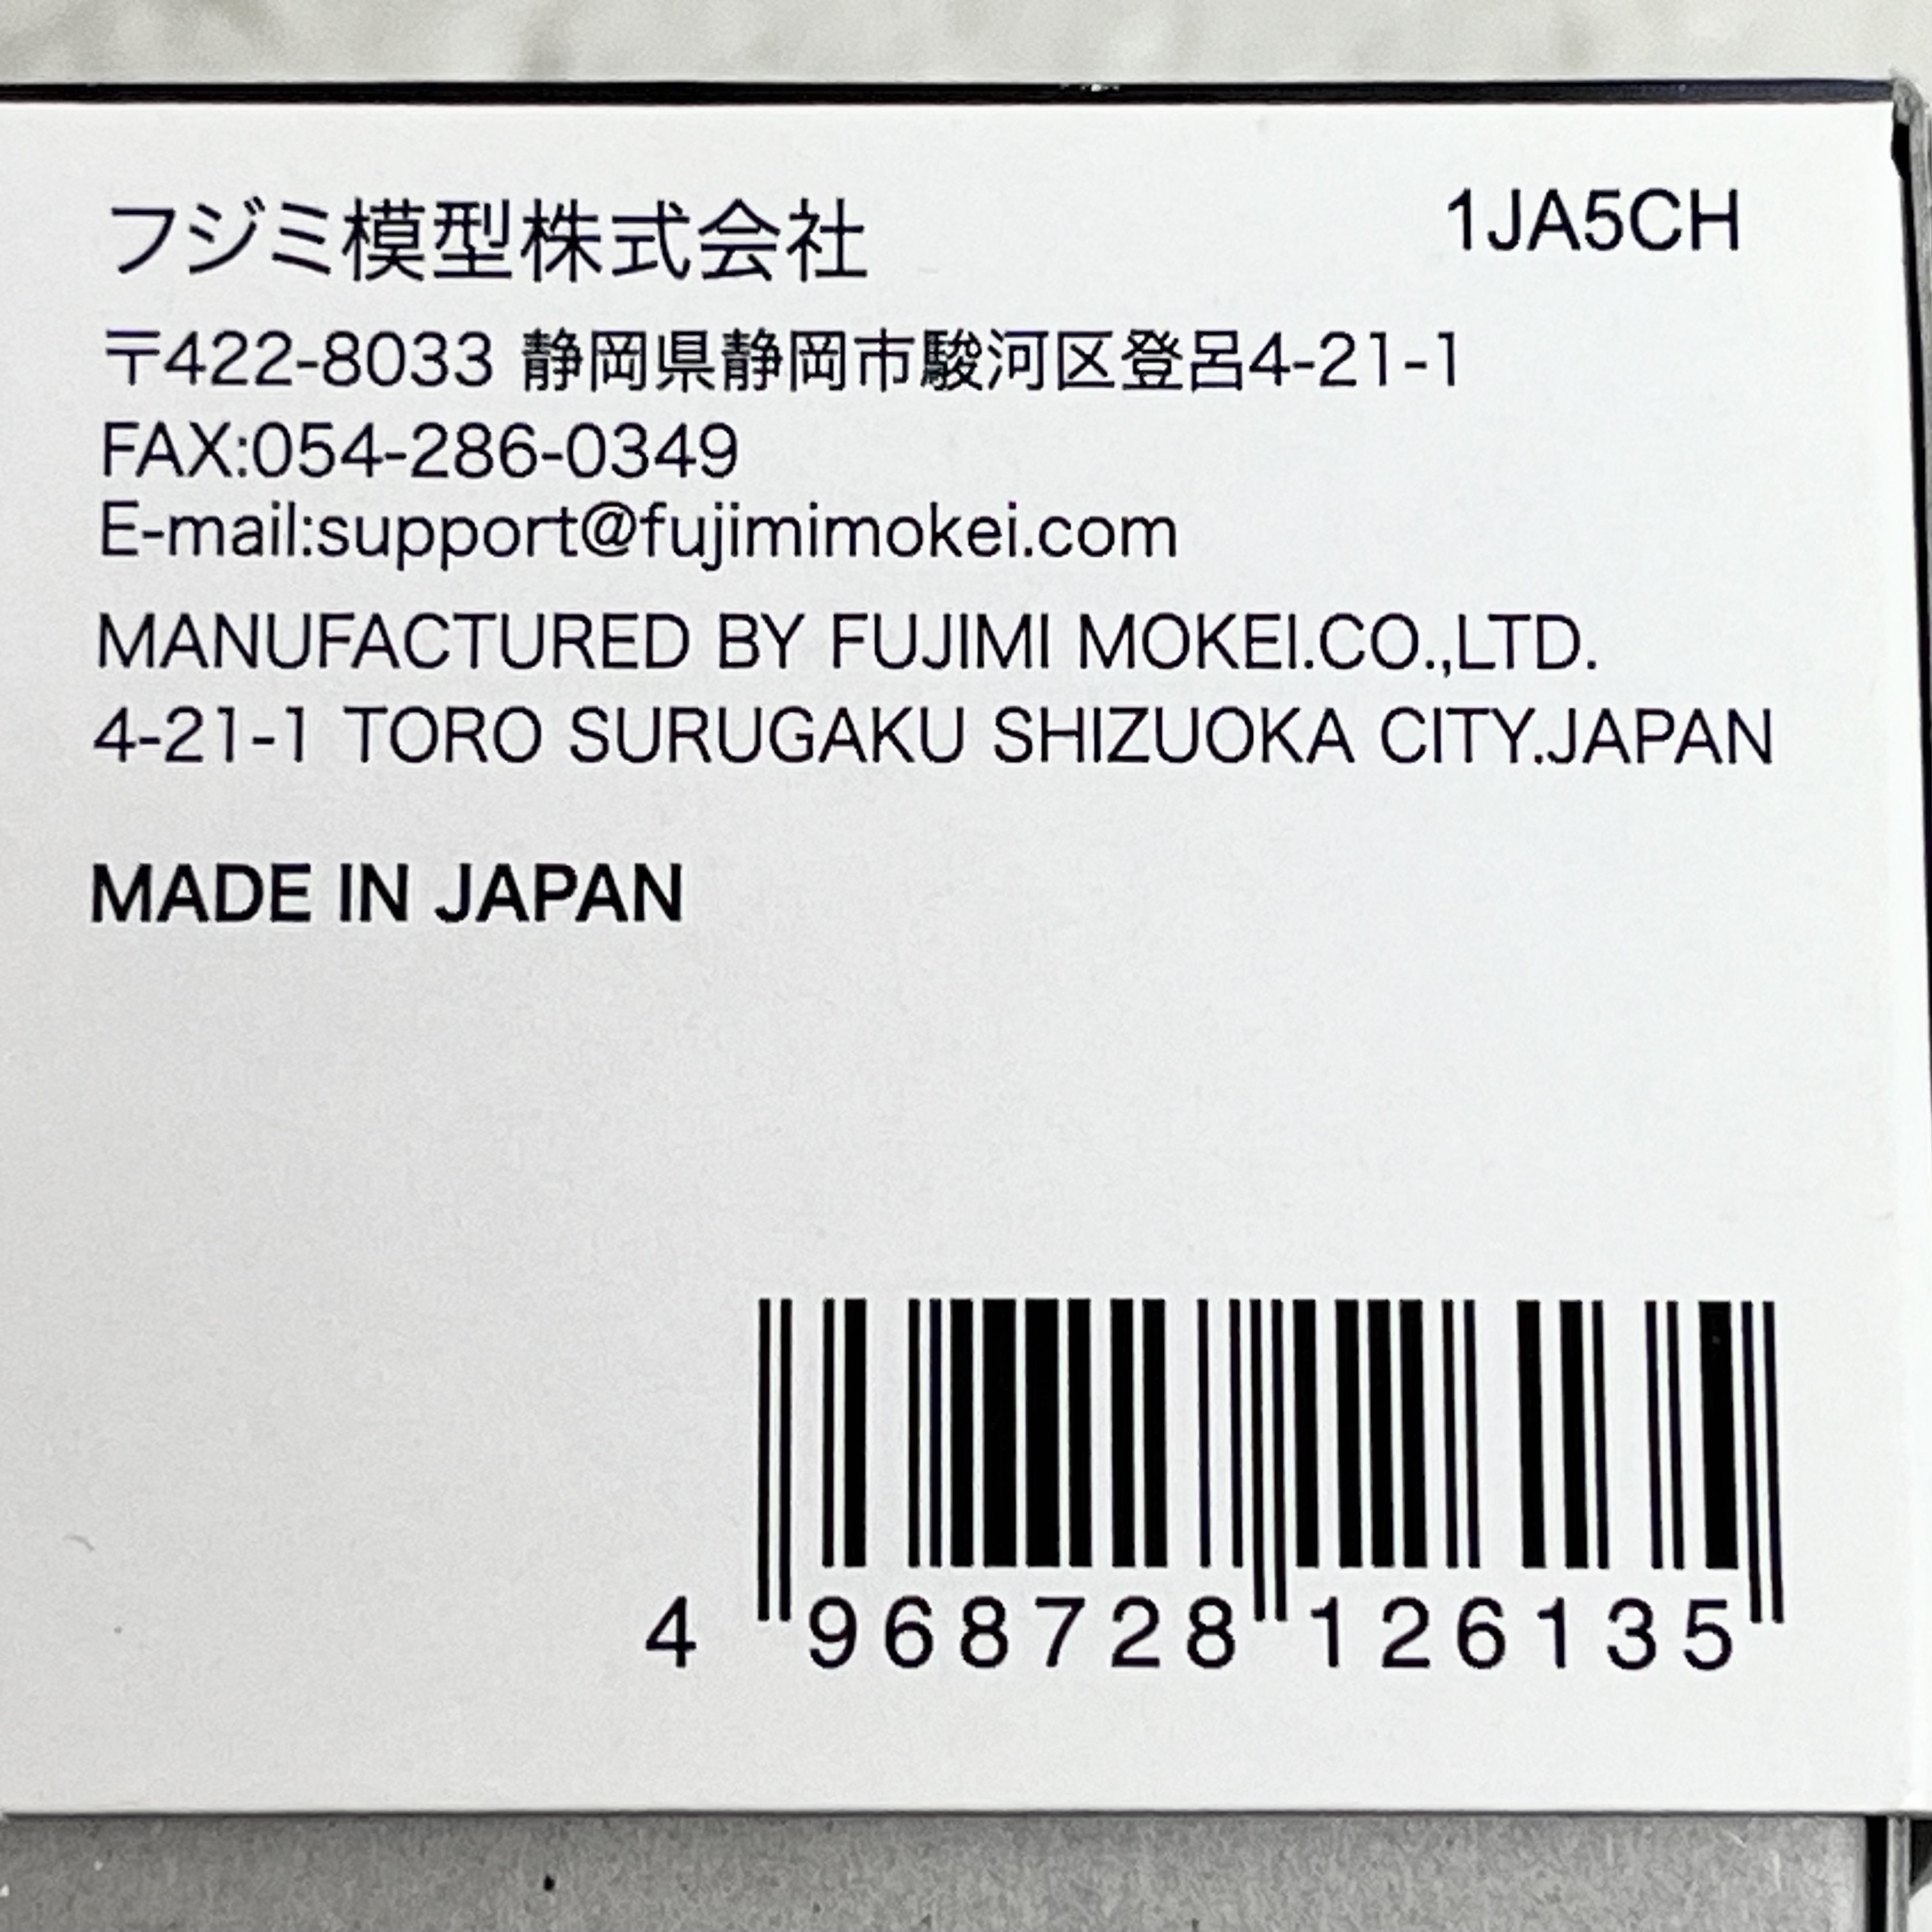 フジミ模型株式会社 1JA5CH
〒422-8033 静岡県静岡市駿河区登呂4-21-1
FAX:054-286-0349
E-mail:support@fujimimokei.com
MANUFACTURED BY FUJIMI MOKEI.CO.,LTD.
4-21-1 TORO SURUGAKU SHIZUOKA CITY.JAPAN
MADE IN JAPAN
4 968728 126135